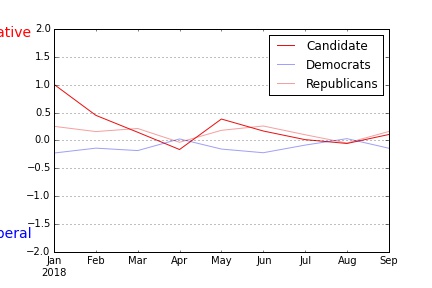 2.0
ative
Candidate
Democrats
Republicans
1.5
1.0
0.5
0.0
−0.5
−1.0
−1.5
beral
−2.0
Jan Feb Mar Apr May Jun Jul Aug Sep
2018